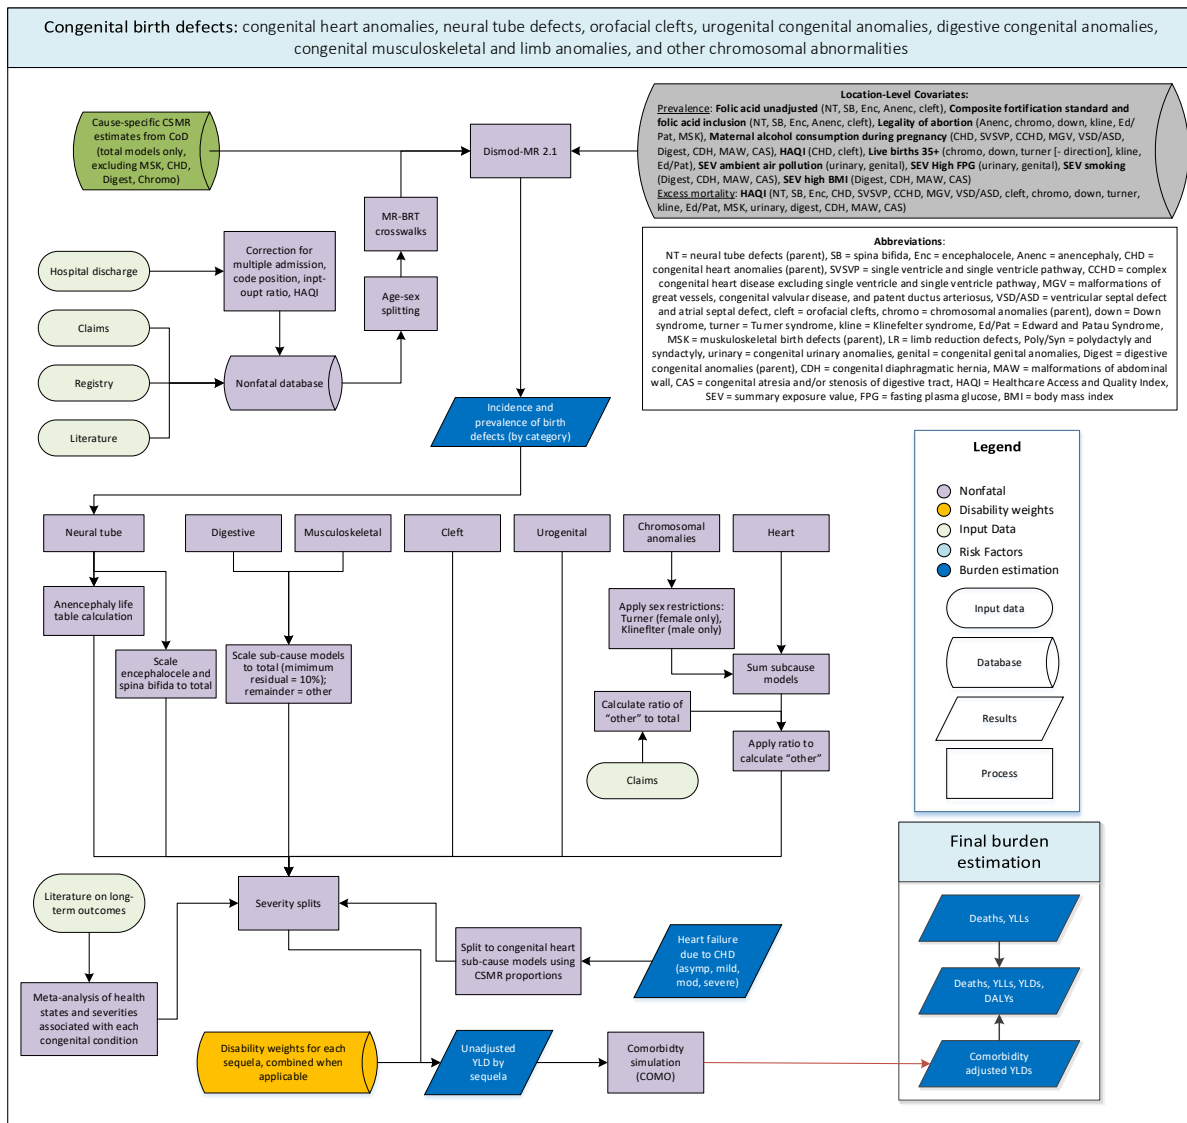 Congenital birth defects: congenital heart anomalies, neural tube defects, orofacial clefts, urogenital congenital anomalies, digestive congenital anomalies,
congenital musculoskeletal and limb anomalies, and other chromosomal abnormalities
Cause-specific CSMR
estimates from CoD
(total models only,
excluding MSK, CHD,
Digest, Chromo)
Dismod-MR 2.1
Location-Level Covariates:
Prevalence: Folic acid unadjusted (NT, SB, Enc, Anenc, cleft), Composite fortification standard and
folic acid inclusion (NT, SB, Enc, Anenc, cleft), Legality of abortion (Anenc, chromo, down, kline, Ed/
Pat, MSK), Maternal alcohol consumption during pregnancy (CHD, SVSVP, CCHD, MGV, VSD/ASD,
Digest, CDH, MAW, CAS), HAQI (CHD, cleft), Live births 35+ (chromo, down, turner [- direction], kline,
Ed/Pat), SEV ambient air pollution (urinary, genital), SEV High FPG (urinary, genital), SEV smoking
(Digest, CDH, MAW, CAS), SEV high BMI (Digest, CDH, MAW, CAS)
Excess mortality: HAQI (NT, SB, Enc, CHD, SVSVP, CCHD, MGV, VSD/ASD, cleft, chromo, down, turner,
kline, Ed/Pat, MSK, urinary, digest, CDH, MAW, CAS)
MR-BRT
crosswalks
Hospital discharge
Correction for
multiple admission,
code position, inpt-
outpt ratio, HAQI
Age-sex
splitting
Claims
Registry
Nonfatal database
Literature
Abbreviations:
NT = neural tube defects (parent), SB = spina bifida, Enc = encephalocele, Anenc = anencephaly, CHD =
congenital heart anomalies (parent), SVSVP = single ventricle and single ventricle pathway, CCHD = complex
congenital heart disease excluding single ventricle and single ventricle pathway, MGV = malformations of
great vessels, congenital valvular disease, and patent ductus arteriosus, VSD/ASD = ventricular septal defect
and atrial septal defect, cleft = orofacial clefts, chromo = chromosomal anomalies (parent), down = Down
syndrome, turner = Turner syndrome, kline = Klinefelter syndrome, Ed/Pat = Edward and Patau Syndrome,
MSK = muskuloskeletal birth defects (parent), LR = limb reduction defects, Poly/Syn = polydactyly and
syndactyly, urinary = congenital urinary anomalies, genital = congenital genital anomalies, Digest = digestive
congenital anomalies (parent), CDH = congenital diaphragmatic hernia, MAW = malformations of abdominal
wall, CAS = congenital atresia and/or stenosis of digestive tract, HAQI = Healthcare Access and Quality Index,
SEV = summary exposure value, FPG = fasting plasma glucose, BMI = body mass index
Incidence and
prevalence of birth
defects (by category)
Legend
Nonfatal
Disability weights
Input Data
Risk Factors
Burden estimation
Input data
Database
Results
Process
Neural tube
Digestive
Musculoskeletal
Cleft
Urogenital
Chromosomal
anomalies
Heart
Anencephaly life
table calculation
Apply sex restrictions:
Turner (female only),
Klineflter (male only)
Scale
encephalocele and
spina bifida to total
Scale sub-cause models
to total (mimimum
residual = 10%);
remainder = other
Sum subcause
models
Calculate ratio of
“other” to total
Apply ratio to
calculate “other”
Claims
Final burden
estimation
Literature on long-
term outcomes
Severity splits
Deaths, YLLs
Split to congenital heart
sub-cause models using
CSMR proportions
Heart failure
due to CHD
(asymp, mild,
mod, severe)
Deaths, YLLs, YLDs,
DALYs
Meta-analysis of health
states and severities
associated with each
congenital condition
Disability weights for each
sequela, combined when
applicable
Unadjusted
YLD by
sequela
Comorbidty
simulation
(COMO)
Comorbidity
adjusted YLDs